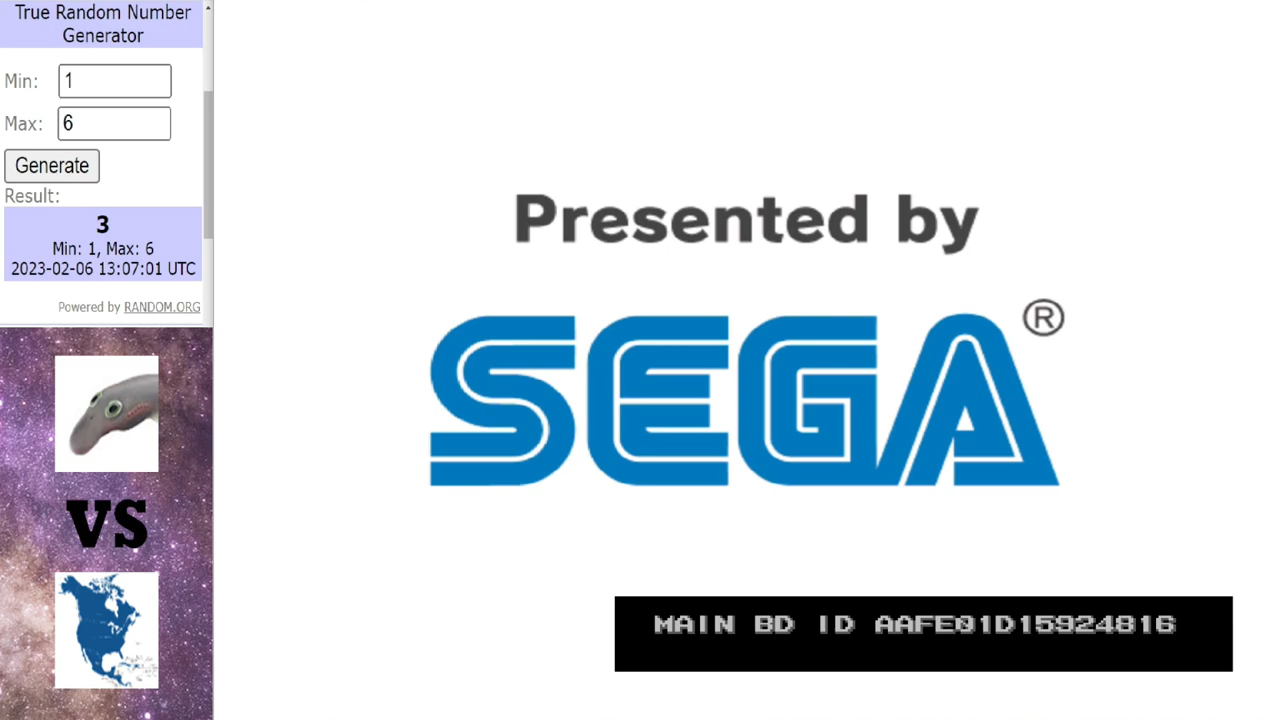 True Random Number
Generator
Min: 1
Max: 6
Generate
Result:
3
Min: 1, Max: 6
2023-02-06 13:07:01 UTC
Powered by RANDOM.ORG
VS
Presented by
SEGA®
MAIN BD ID AAFE01D15924816